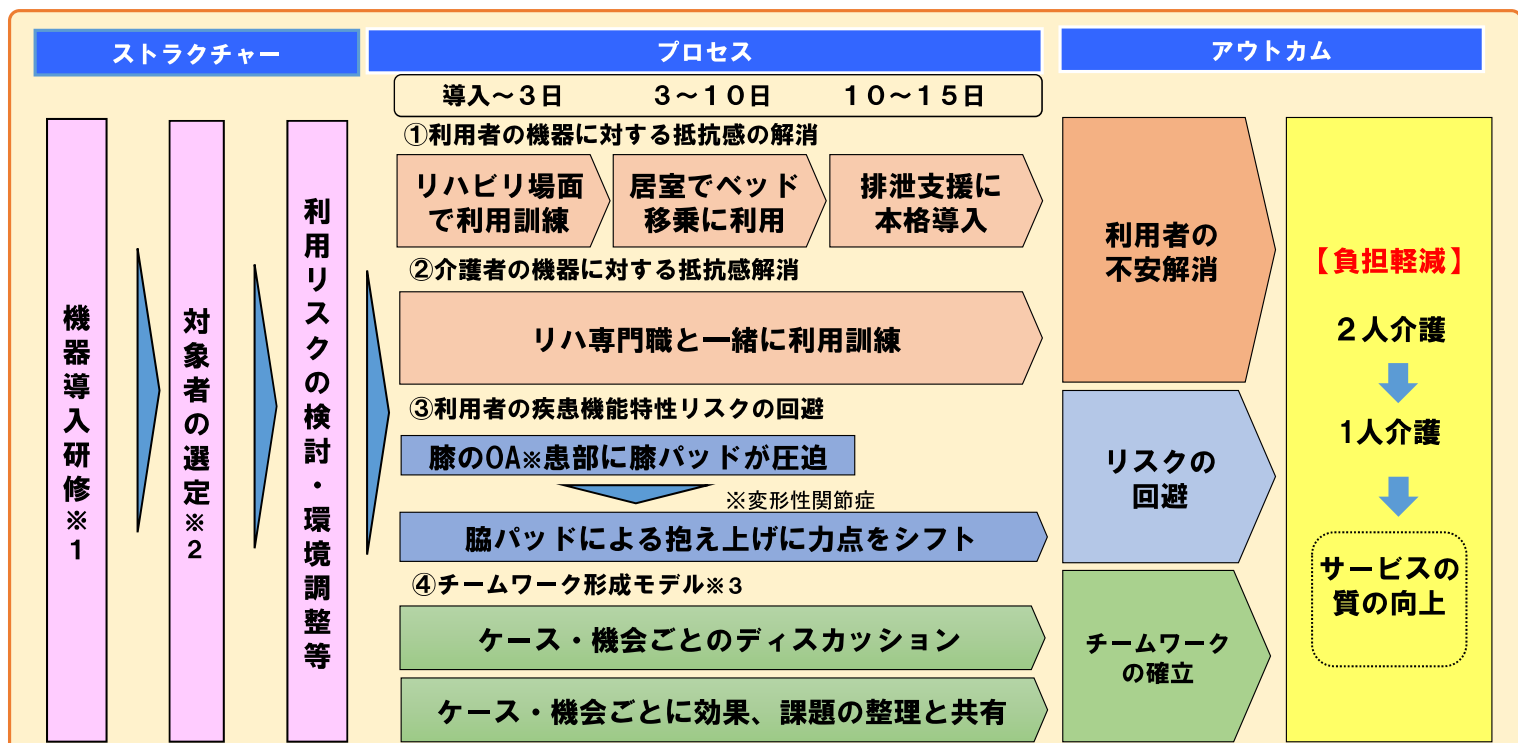 ストラクチャー
プロセス
アウトカム
導入～３日
３～１０日
１０～１５日
機器導入研修※１
対象者の選定※２
利用リスクの検討・環境調整等
①利用者の機器に対する抵抗感の解消
リハビリ場面
で利用訓練
居室でベッド
移乗に利用
排泄支援に
本格導入
②介護者の機器に対する抵抗感解消
リハ専門職と一緒に利用訓練
③利用者の疾患機能特性リスクの回避
膝のOA※患部に膝パッドが圧迫
※変形性関節症
脇パッドによる抱え上げに力点をシフト
④チームワーク形成モデル※３
ケース・機会ごとのディスカッション
ケース・機会ごとに効果、課題の整理と共有
利用者の
不安解消
リスクの
回避
チームワーク
の確立
【負担軽減】
２人介護
1人介護
サービスの
質の向上